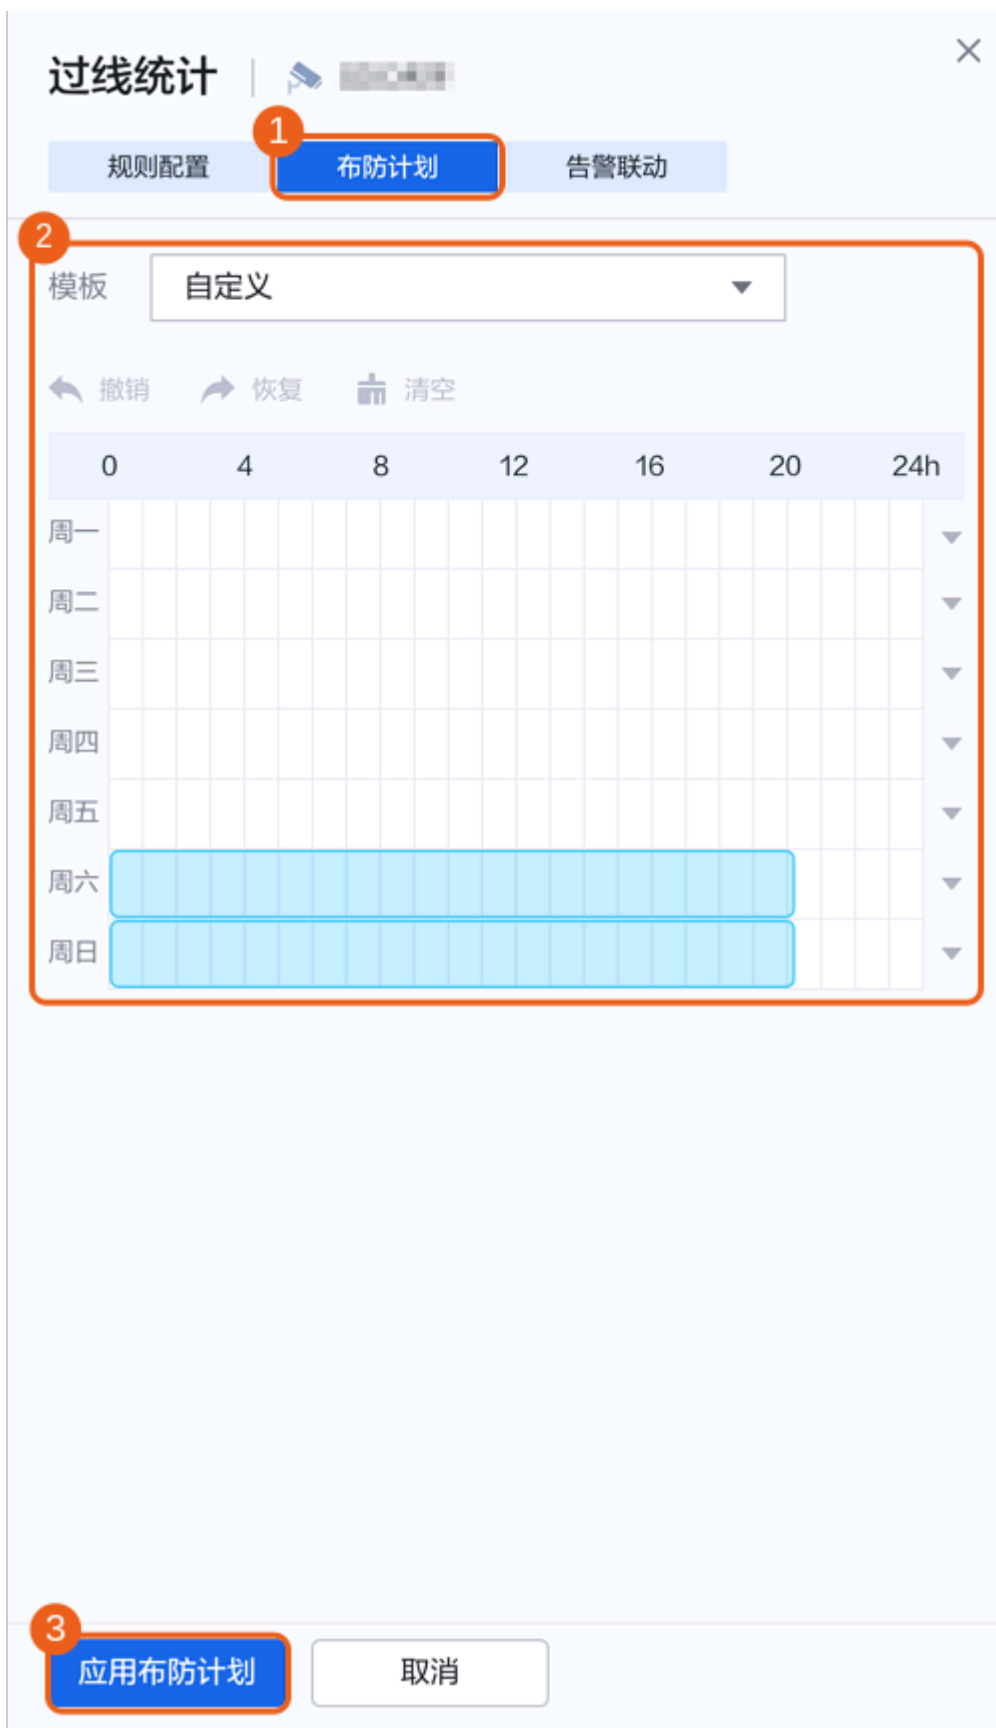 过线统计
1
规则配置 布防计划 告警联动
2
模板 自定义
撤销 恢复 清空
0 4 8 12 16 20 24h
周一
周二
周三
周四
周五
周六
周日
3
应用布防计划 取消